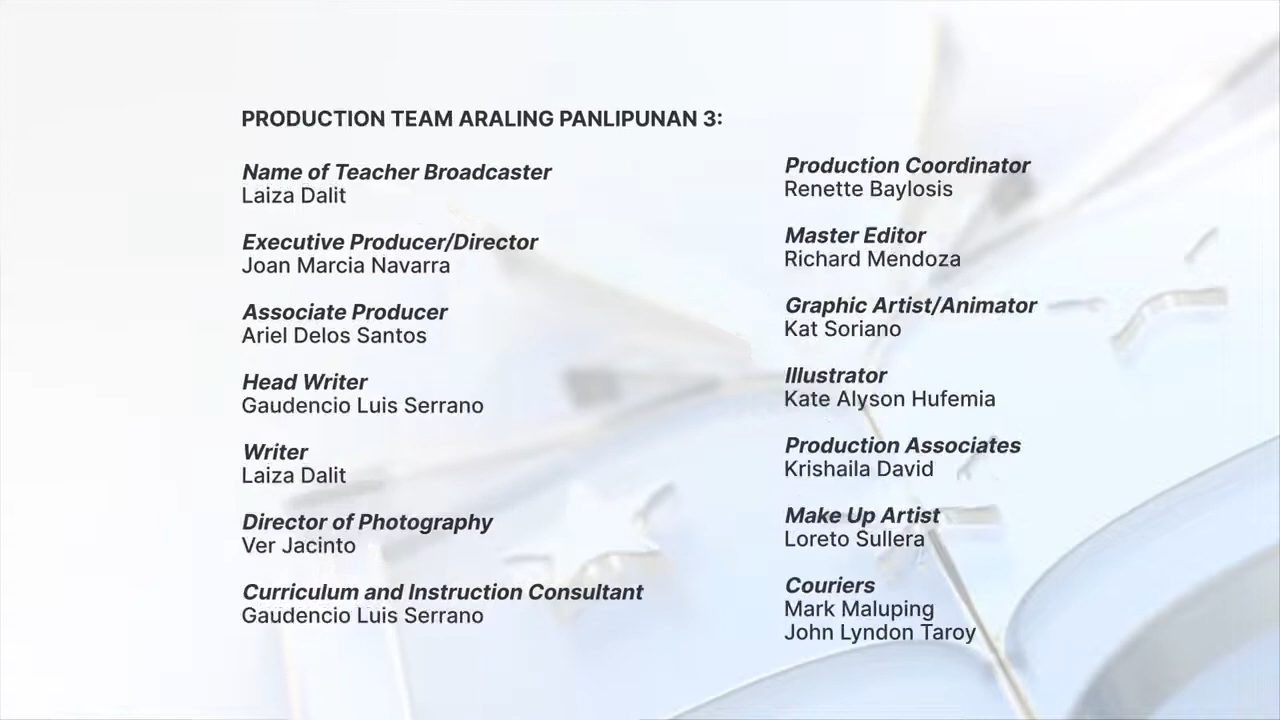 PRODUCTION TEAM ARALING PANLIPUNAN 3:
Name of Teacher Broadcaster
Laiza Dalit
Executive Producer/Director
Joan Marcia Navarra
Associate Producer
Ariel Delos Santos
Head Writer
Gaudencio Luis Serrano
Writer
Laiza Dalit
Director of Photography
Ver Jacinto
Curriculum and Instruction Consultant
Gaudencio Luis Serrano
Production Coordinator
Renette Baylosis
Master Editor
Richard Mendoza
Graphic Artist/Animator
Kat Soriano
Illustrator
Kate Alyson Hufemia
Production Associates
Krishaila David
Make Up Artist
Loreto Sullera
Couriers
Mark Maluping
John Lyndon Taroy